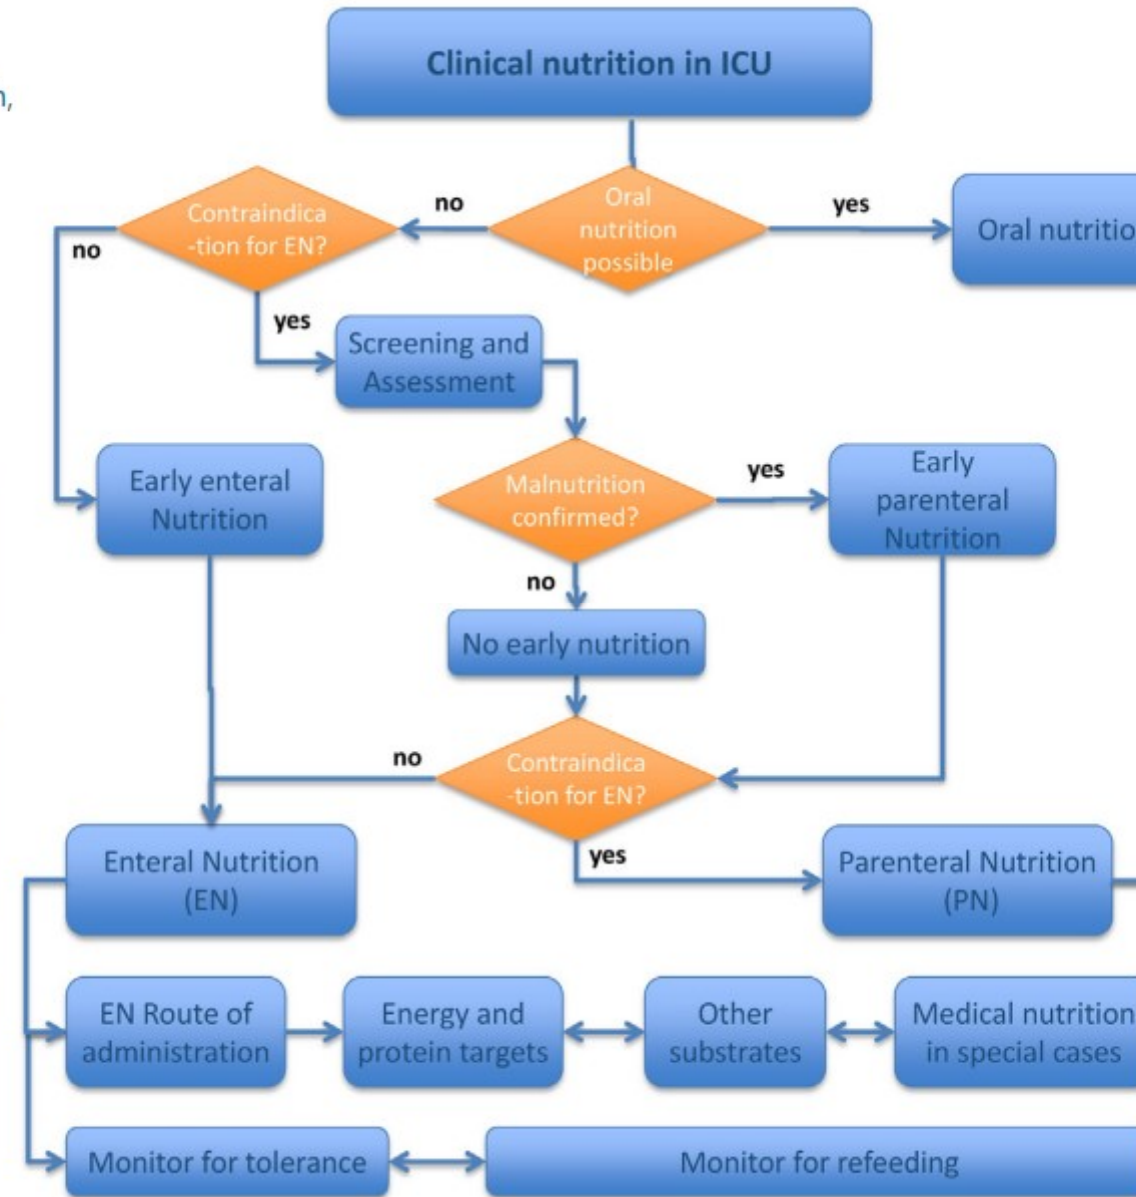 Clinical nutrition in ICU
n,
Contraindica
-tion for EN?
no
Oral
nutrition
possible
yes
Oral nutritio
no
yes
Screening and
Assessment
Early enteral
Nutrition
Malnutrition
confirmed?
yes
Early
parenteral
Nutrition
no
No early nutrition
no
Contraindica
-tion for EN?
yes
Enteral Nutrition
(EN)
Parenteral Nutrition
(PN)
EN Route of
administration
Energy and
protein targets
Other
substrates
Medical nutrition
in special cases
Monitor for tolerance
Monitor for refeeding